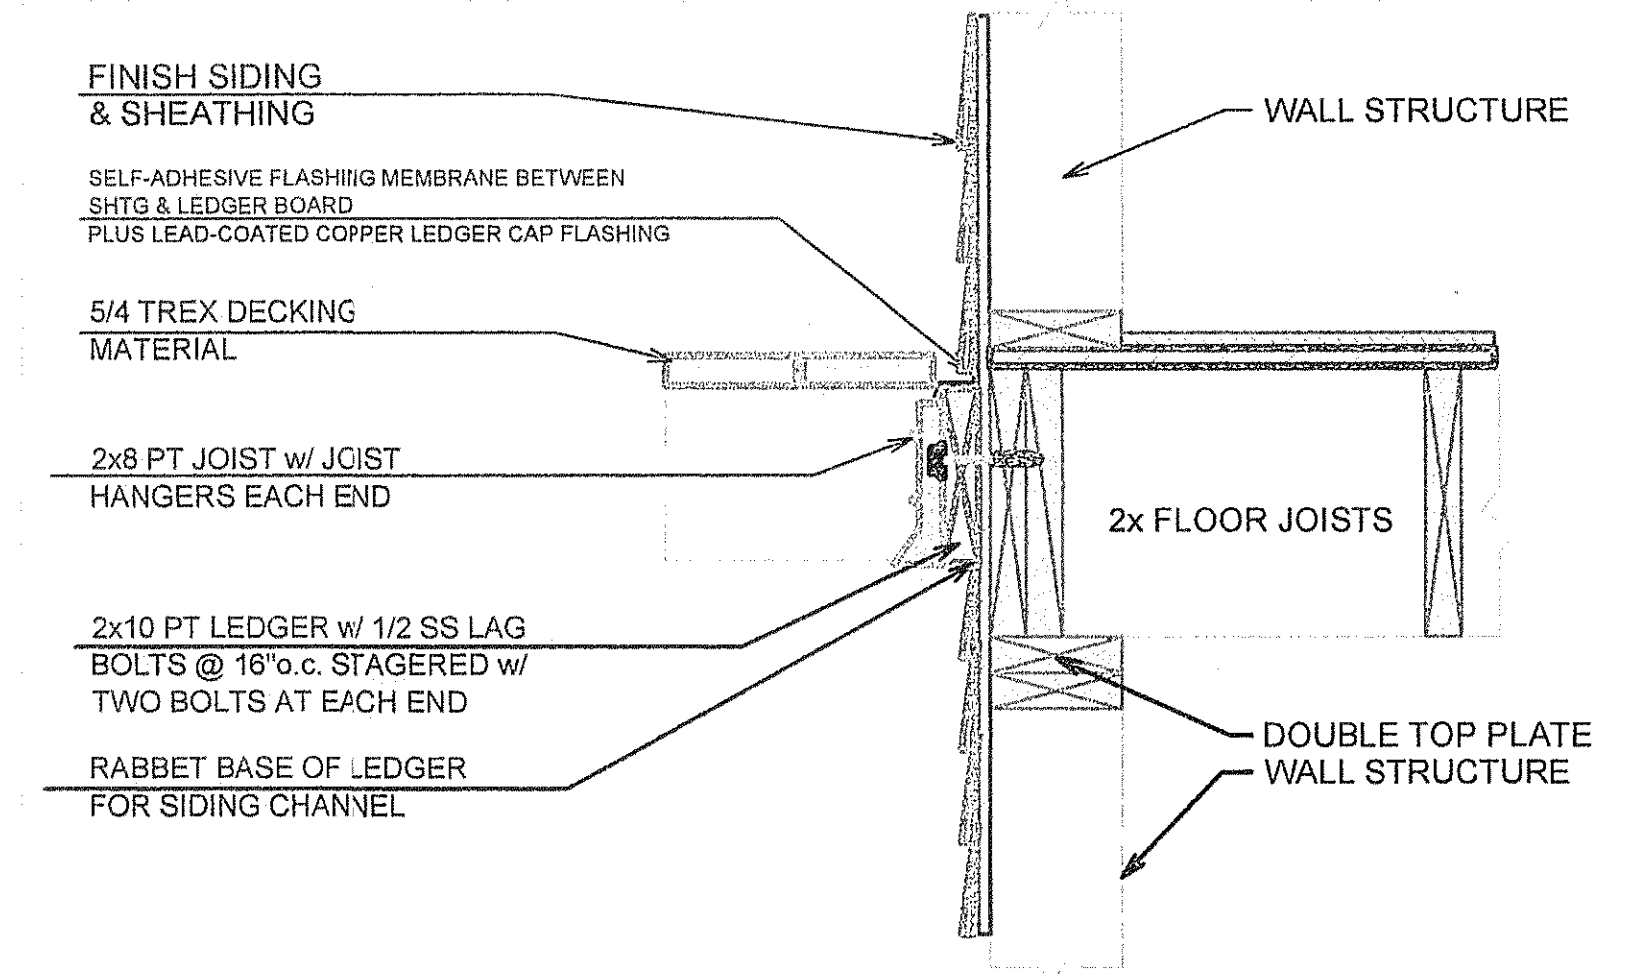 FINISH SIDING
& SHEATHING
SELF-ADHESIVE FLASHING MEMBRANE BETWEEN
SHTG & LEDGER BOARD
PLUS LEAD-COATED COPPER LEDGER CAP FLASHING
5/4 TREX DECKING
MATERIAL
2x8 PT JOIST w/ JOIST
HANGERS EACH END
2x10 PT LEDGER w/ 1/2 SS LAG
BOLTS @ 16"o.c. STAGERED w/
TWO BOLTS AT EACH END
RABBET BASE OF LEDGER
FOR SIDING CHANNEL
WALL STRUCTURE
2x FLOOR JOISTS
DOUBLE TOP PLATE
WALL STRUCTURE